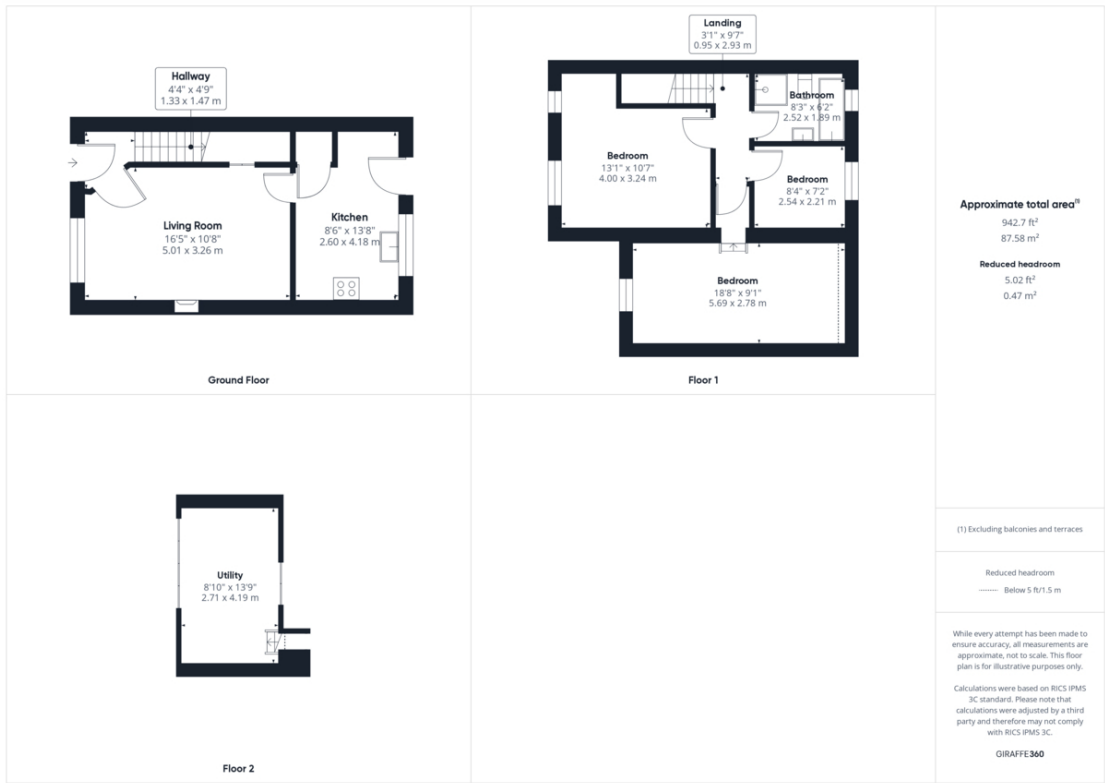 Hallway
4'4" x 4'9"
1.33 x 1.47 m
Living Room
16'5" x 10'8"
5.01 x 3.26 m
Kitchen
8'6" x 13'8"
2.60 x 4.18 m
Ground Floor
Landing
3'1" x 9'7"
0.95 x 2.93 m
Bathroom
8'3" x 6'2"
2.52 x 1.89 m
Bedroom
13'1" x 10'7"
4.00 x 3.24 m
Bedroom
8'4" x 7'2"
2.54 x 2.21 m
Bedroom
18'8" x 9'1"
5.69 x 2.78 m
Floor 1
Utility
8'10" x 13'9"
2.71 x 4.19 m
Floor 2
Approximate total area⁽¹⁾
942.7 ft²
87.58 m²
Reduced headroom
5.02 ft²
0.47 m²
(1) Excluding balconies and terraces
Reduced headroom
Below 5 ft/1.5 m
While every attempt has been made to
ensure accuracy, all measurements are
approximate, not to scale. This floor
plan is for illustrative purposes only.
Calculations were based on RICS IPMS
3C standard. Please note that
calculations were adjusted by a third
party and therefore may not comply
with RICS IPMS 3C.
GIRAFFE360